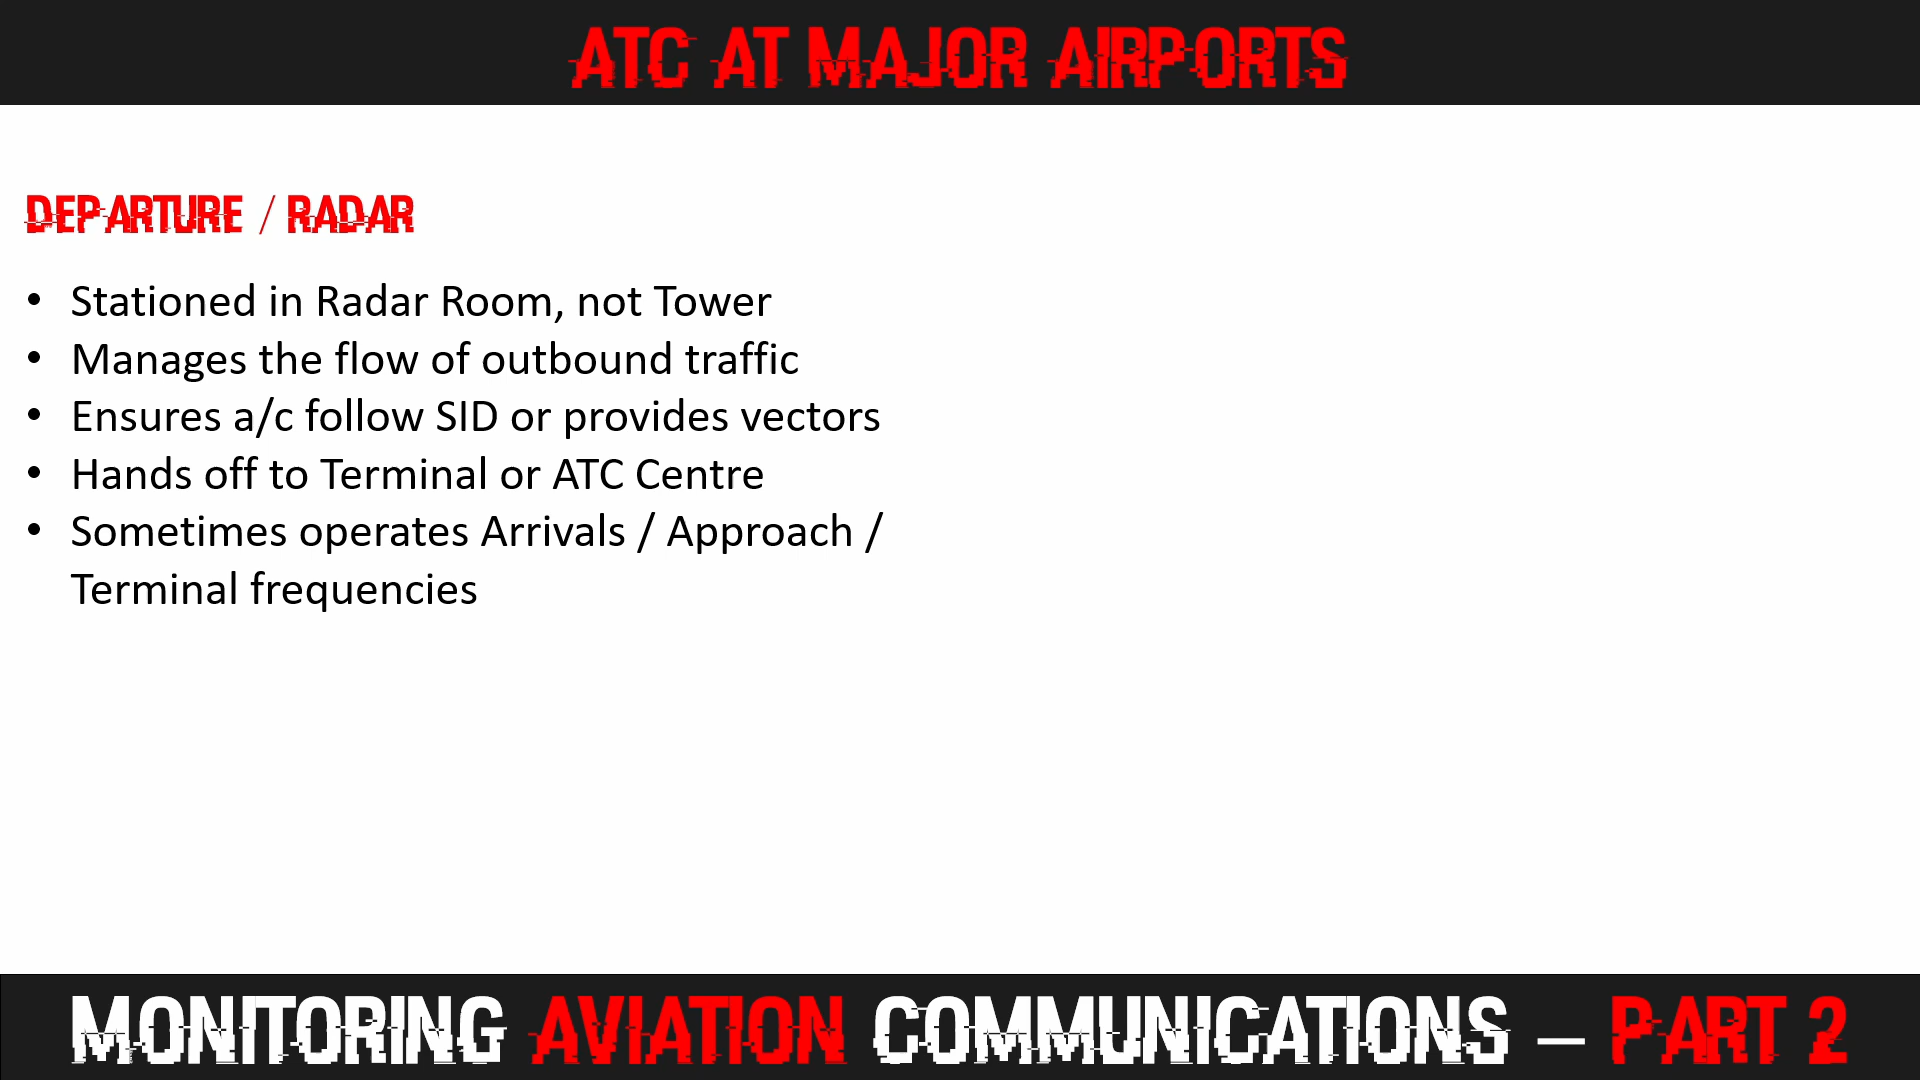 ATC AT MAJOR AIRPORTS
DEPARTURE / RADAR
• Stationed in Radar Room, not Tower
• Manages the flow of outbound traffic
• Ensures a/c follow SID or provides vectors
• Hands off to Terminal or ATC Centre
• Sometimes operates Arrivals / Approach /
Terminal frequencies
MONITORING AVIATION COMMUNICATIONS – PART 2